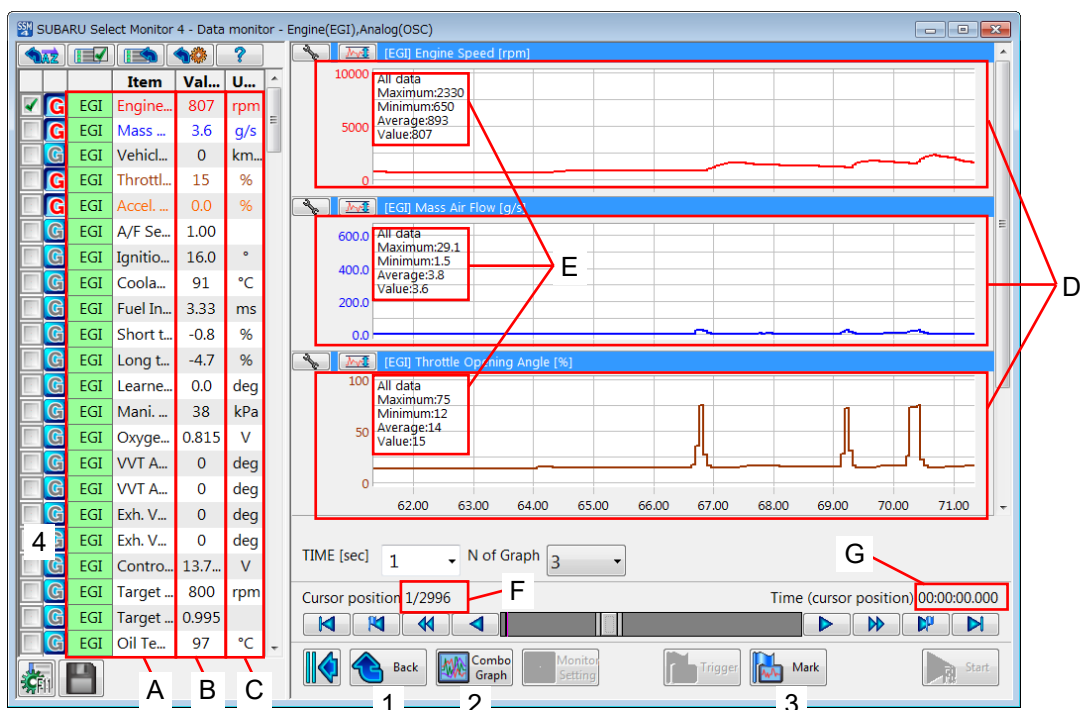 SUBARU Select Monitor 4 - Data monitor - Engine(EGI),Analog(OSC)
Item Val... U...
G EGI Engine... 807 rpm
G EGI Mass ... 3.6 g/s
G EGI Vehicl... 0 km...
G EGI Throttl... 15 %
G EGI Accel. ... 0.0 %
G EGI A/F Se... 1.00
G EGI Ignitio... 16.0 °
G EGI Coola... 91 °C
G EGI Fuel In... 3.33 ms
G EGI Short t... -0.8 %
G EGI Long t... -4.7 %
G EGI Learne... 0.0 deg
G EGI Mani. ... 38 kPa
G EGI Oxyge... 0.815 V
G EGI VVT A... 0 deg
G EGI VVT A... 0 deg
G EGI Exh. V... 0 deg
G EGI Exh. V... 0 deg
G EGI Contro... 13.7... V
G EGI Target ... 800 rpm
G EGI Target ... 0.995
G EGI Oil Te... 97 °C
4
A B C
F11
[EGI] Engine Speed [rpm]
10000
5000
0
All data
Maximum:2330
Minimum:650
Average:893
Value:807
[EGI] Mass Air Flow [g/s]
600.0
400.0
200.0
0.0
All data
Maximum:29.1
Minimum:1.5
Average:3.8
Value:3.6
E
D
[EGI] Throttle Opening Angle [%]
100
50
0
All data
Maximum:75
Minimum:12
Average:14
Value:15
62.00 63.00 64.00 65.00 66.00 67.00 68.00 69.00 70.00 71.00
TIME [sec] 1 N of Graph 3
G
Cursor position 1/2996 F Time (cursor position) 00:00:00.000
Back Combo Graph Monitor Setting Trigger Mark Start
1 2 3